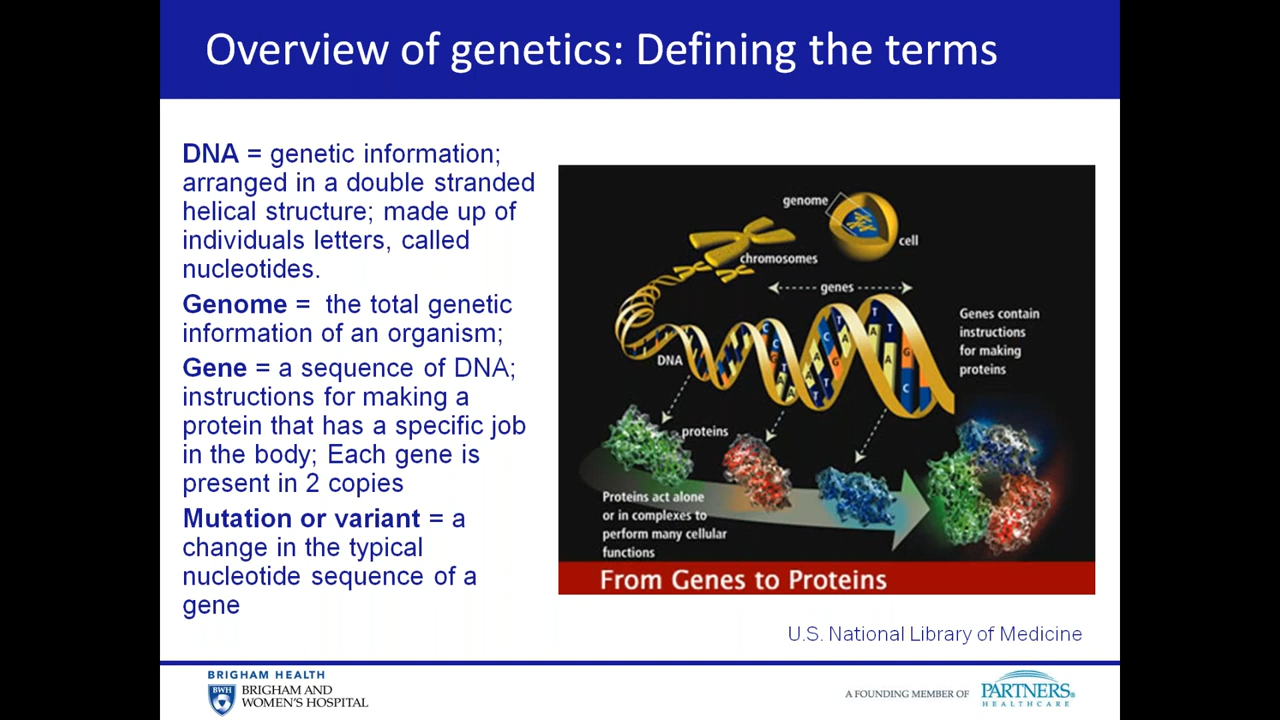 Overview of genetics: Defining the terms
DNA = genetic information;
arranged in a double stranded
helical structure; made up of
individuals letters, called
nucleotides.
Genome =  the total genetic
information of an organism;
Gene = a sequence of DNA;
instructions for making a
protein that has a specific job
in the body; Each gene is
present in 2 copies
Mutation or variant = a
change in the typical
nucleotide sequence of a
gene
genome
cell
chromosomes
genes
Genes contain
instructions
for making
proteins
DNA
proteins
Proteins act alone
or in complexes to
perform many cellular
functions
From Genes to Proteins
U.S. National Library of Medicine
BRIGHAM HEALTH
BWH
BRIGHAM AND
WOMEN'S HOSPITAL
A FOUNDING MEMBER OF
PARTNERS®
HEALTHCARE